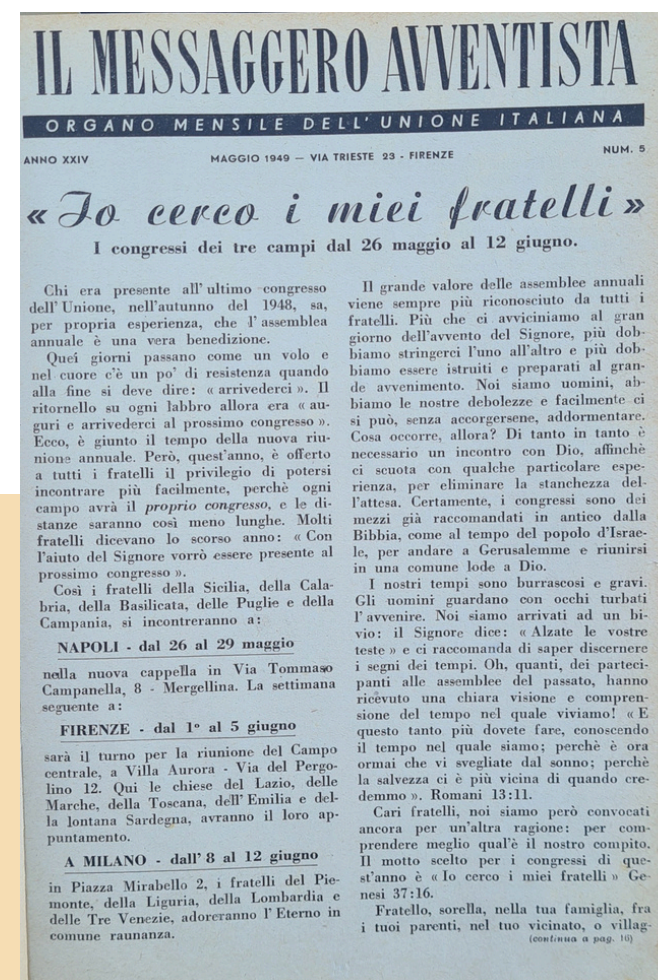 IL MESSAGGERO AVVENTISTA
ORGANO MENSILE DELL'UNIONE ITALIANA
ANNO XXIV
MAGGIO 1949 — VIA TRIESTE 23 - FIRENZE
NUM. 5
« Io cerco i miei fratelli »
I congressi dei tre campi dal 26 maggio al 12 giugno.
Chi era presente all'ultimo congresso
dell'Unione, nell'autunno del 1948, sa,
per propria esperienza, che l'assemblea
annuale è una vera benedizione.
Quei giorni passano come un volo e
nel cuore c'è un po' di resistenza quando
alla fine si deve dire: « arrivederci ». Il
ritornello su ogni labbro allora era « au-
guri e arrivederci al prossimo congresso ».
Ecco, è giunto il tempo della nuova riu-
nione annuale. Però, quest'anno, è offerto
a tutti i fratelli il privilegio di potersi
incontrare più facilmente, perchè ogni
campo avrà il proprio congresso, e le di-
stanze saranno così meno lunghe. Molti
fratelli dicevano lo scorso anno: « Con
l'aiuto del Signore vorrò essere presente al
prossimo congresso ».
Così i fratelli della Sicilia, della Cala-
bria, della Basilicata, delle Puglie e della
Campania, si incontreranno a:
NAPOLI - dal 26 al 29 maggio
nella nuova cappella in Via Tommaso
Campanella, 8 - Mergellina. La settimana
seguente a:
FIRENZE - dal 1° al 5 giugno
sarà il turno per la riunione del Campo
centrale, a Villa Aurora - Via del Pergo-
lino 12. Qui le chiese del Lazio, delle
Marche, della Toscana, dell'Emilia e del-
la lontana Sardegna, avranno il loro ap-
puntamento.
A MILANO - dall'8 al 12 giugno
in Piazza Mirabello 2, i fratelli del Pie-
monte, della Liguria, della Lombardia e
delle Tre Venezie, adoreranno l'Eterno in
comune raunanza.
Il grande valore delle assemblee annuali
viene sempre più riconosciuto da tutti i
fratelli. Più che ci avviciniamo al gran
giorno dell'avvento del Signore, più dob-
biamo stringerci l'uno all'altro e più dob-
biamo essere istruiti e preparati al gran-
de avvenimento. Noi siamo uomini, ab-
biamo le nostre debolezze e facilmente ci
si può, senza accorgersene, addormentare.
Cosa occorre, allora? Di tanto in tanto è
necessario un incontro con Dio, affinchè
ci scuota con qualche particolare espe-
rienza, per eliminare la stanchezza del-
l'attesa. Certamente, i congressi sono dei
mezzi già raccomandati in antico dalla
Bibbia, come al tempo del popolo d'Israe-
le, per andare a Gerusalemme e riunirsi
in una comune lode a Dio.
I nostri tempi sono burrascosi e gravi.
Gli uomini guardano con occhi turbati
l'avvenire. Noi siamo arrivati ad un bi-
vio: il Signore dice: « Alzate le vostre
teste » e ci raccomanda di saper discernere
i segni dei tempi. Oh, quanti, dei parteci-
panti alle assemblee del passato, hanno
ricevuto una chiara visione e compren-
sione del tempo nel quale viviamo! « E
questo tanto più dovete fare, conoscendo
il tempo nel quale siamo; perchè è ora
ormai che vi svegliate dal sonno; perchè
la salvezza ci è più vicina di quando cre-
demmo ». Romani 13:11.
Cari fratelli, noi siamo però convocati
ancora per un'altra ragione: per com-
prendere meglio qual'è il nostro compito.
Il motto scelto per i congressi di que-
st'anno è « Io cerco i miei fratelli » Ge-
nesi 37:16.
Fratello, sorella, nella tua famiglia, fra
i tuoi parenti, nel tuo vicinato, o villag-
(continua a pag. 16)